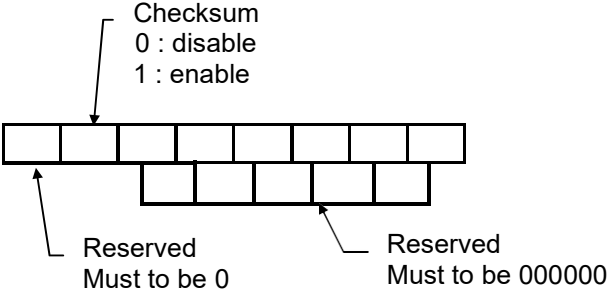 Checksum
0 : disable
1 : enable
Reserved
Must to be 0
Reserved
Must to be 000000